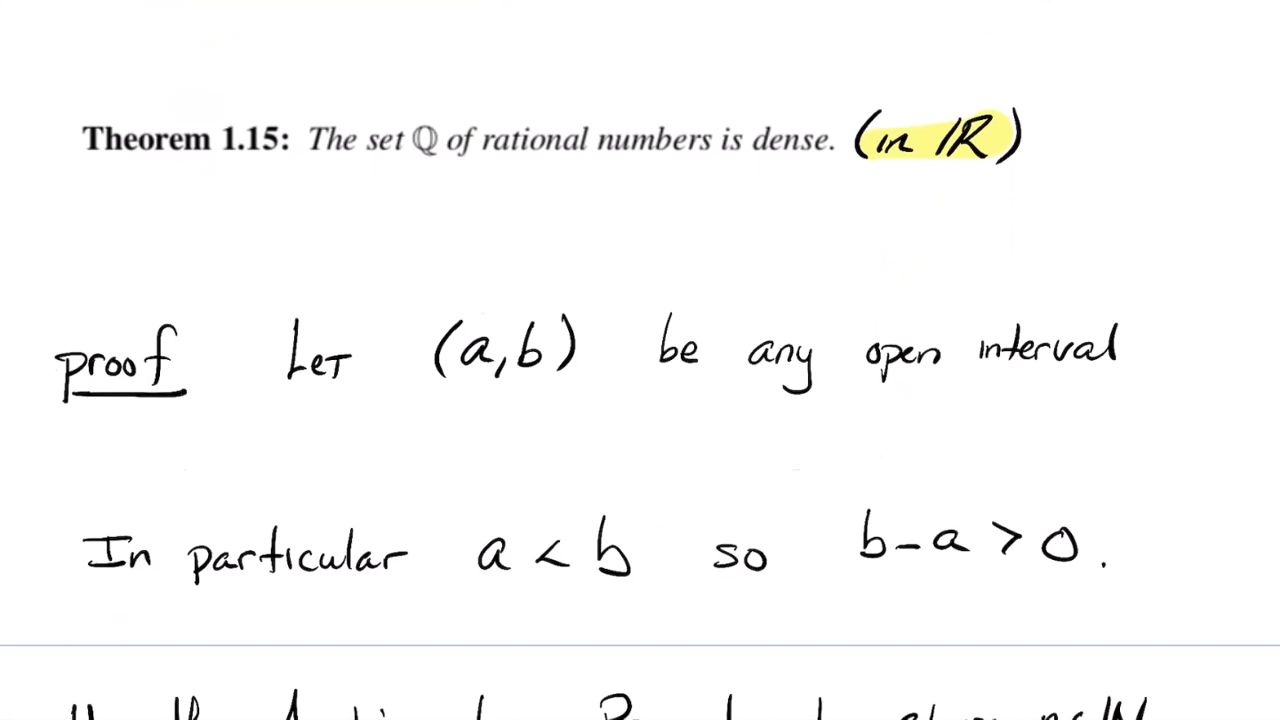 Theorem 1.15: The set ℚ of rational numbers is dense. (in ℝ)
proof Let (a,b) be any open interval
In particular a < b so b-a > 0.